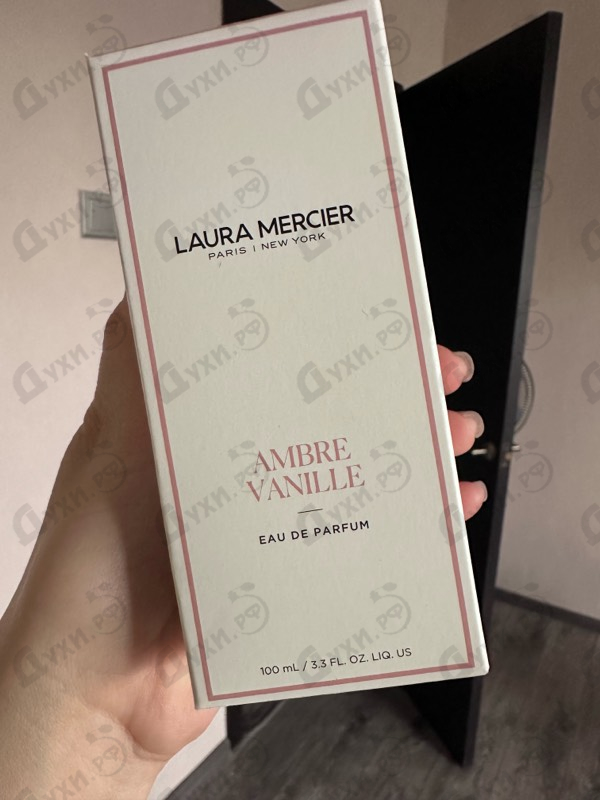 LAURA MERCIER
PARIS | NEW YORK
AMBRE
VANILLE
EAU DE PARFUM
100 mL / 3.3 FL. OZ. LIQ. US
Духи.рф